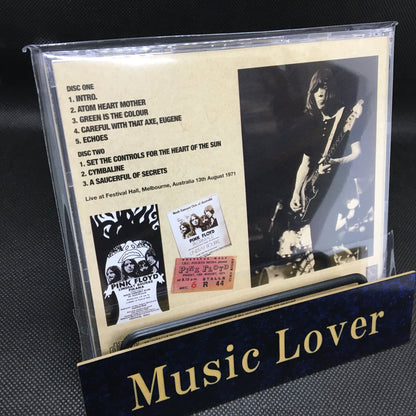 DISC ONE
1. INTRO.
2. ATOM HEART MOTHER
3. GREEN IS THE COLOUR
4. CAREFUL WITH THAT AXE, EUGENE
5. ECHOES
DISC TWO
1. SET THE CONTROLS FOR THE HEART OF THE SUN
2. CYMBALINE
3. A SAUCERFUL OF SECRETS
Live at Festival Hall, Melbourne, Australia 13th August 1971
PINK FLOYD
PINK FLOYD
PINK FLOYD
STALLS
R 44
Music Lover